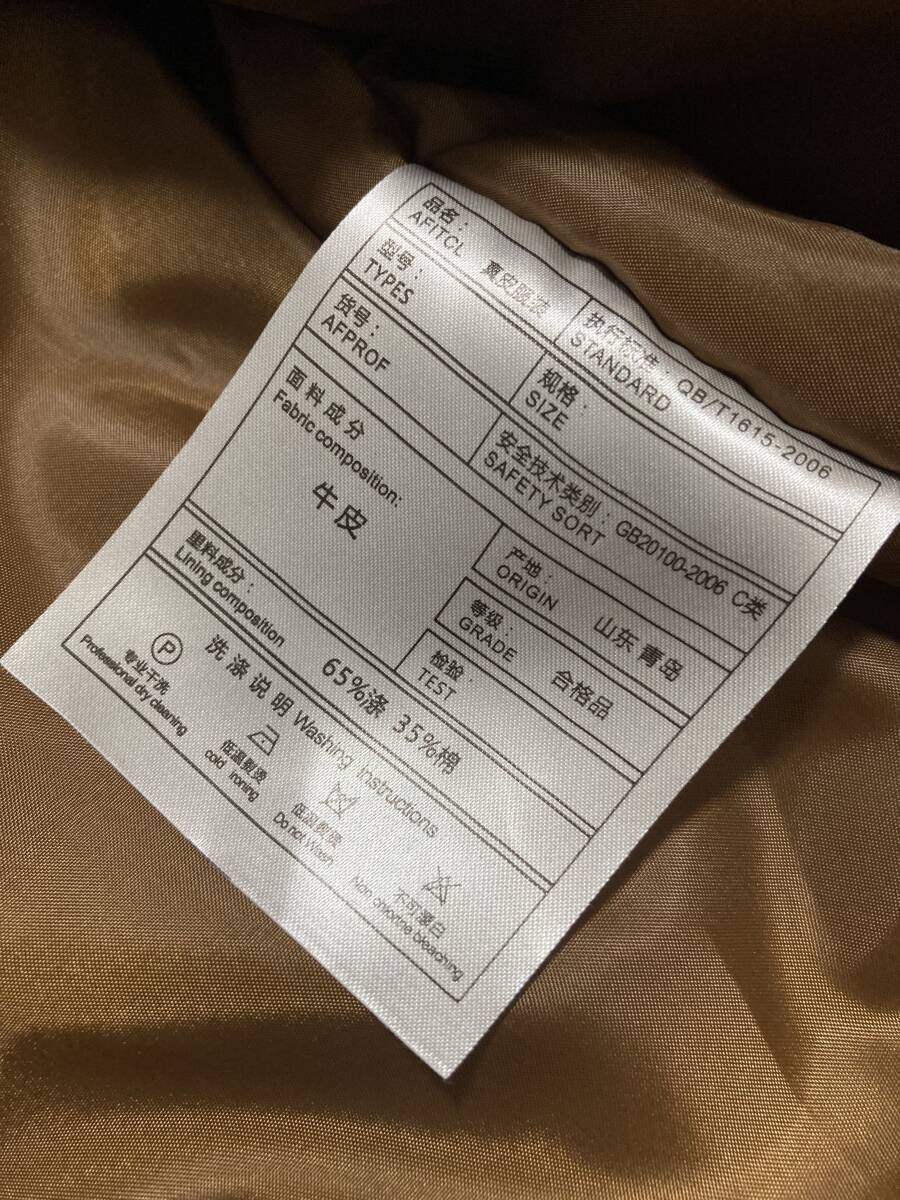 品名：
AFITCL 真皮服装
执行标准：QB/T1615-2006
STANDARD
型号：
TYPES
规格：
SIZE
货号：
AFPROF
安全技术类别：GB20100-2006 C类
SAFETY SORT
面料成分
Fabric composition:
牛皮
产地：
ORIGIN 山东 青岛
等级：
GRADE 合格品
检验：
TEST
里料成分：
Lining composition 65%涤 35%棉
洗涤说明 Washing Instructions
P
专业干洗
Professional dry cleaning
低温熨烫
cold ironing
低温熨烫
Do not Wash
不可漂白
Non chlorine bleaching